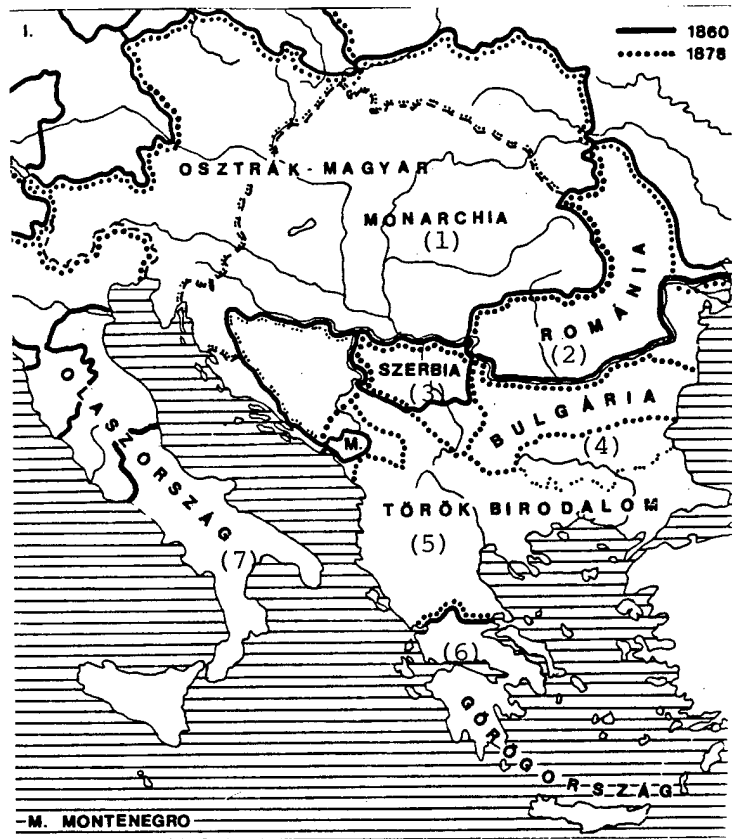 I.
1860
1878
OSZTRÁK-MAGYAR
MONARCHIA
(1)
ROMÁNIA
(2)
SZERBIA
(3)
BULGÁRIA
(4)
M.
OLASZORSZÁG
(7)
TÖRÖK BIRODALOM
(5)
(6)
GÖRÖGORSZÁG
M. MONTENEGRO